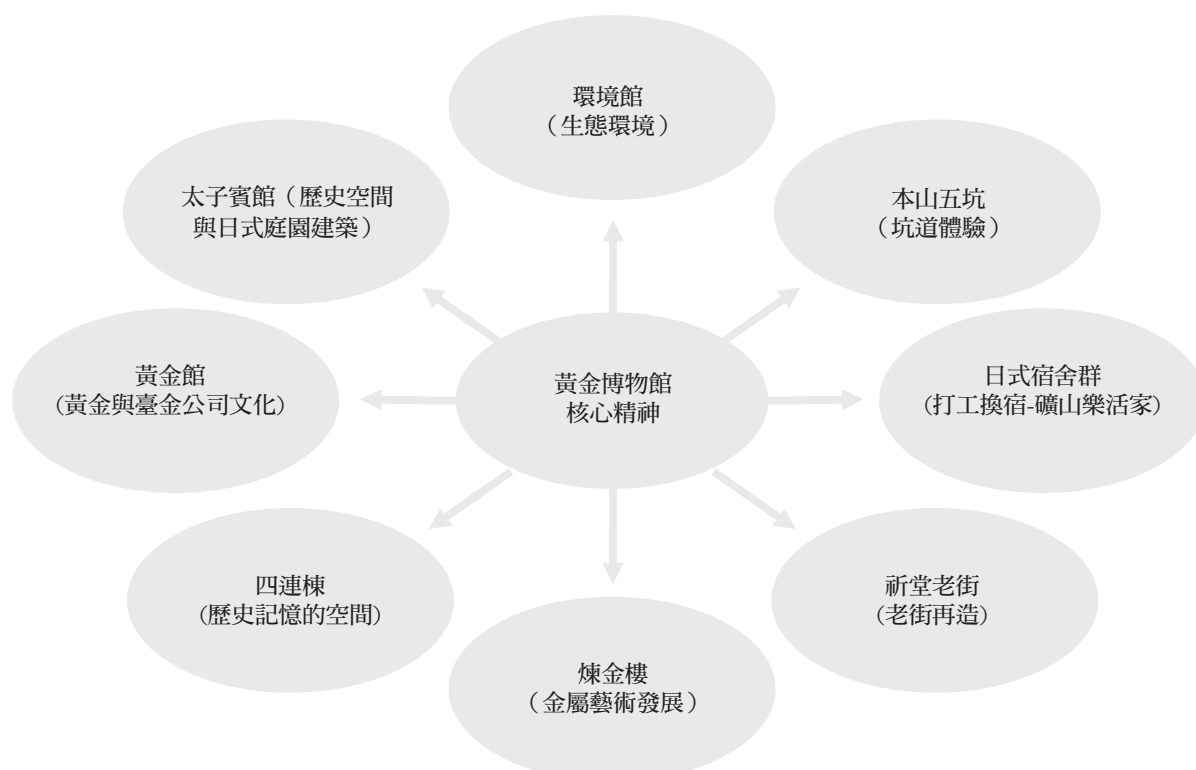 環境館
（生態環境）
太子賓館（歷史空間
與日式庭園建築）
本山五坑
（坑道體驗）
黃金館
(黃金與臺金公司文化)
黃金博物館
核心精神
日式宿舍群
(打工換宿-礦山樂活家)
四連棟
(歷史記憶的空間)
祈堂老街
(老街再造)
煉金樓
（金屬藝術發展）